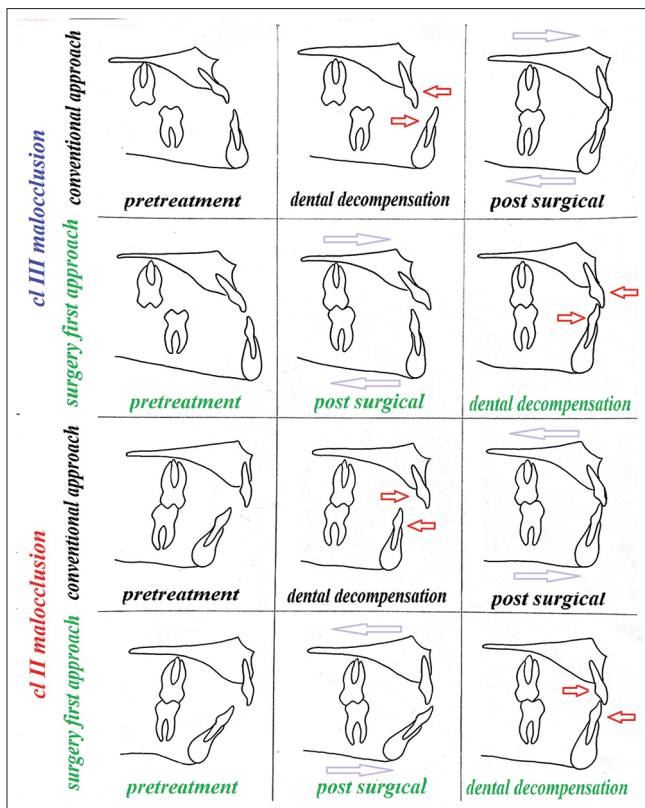 cl III malocclusion
conventional approach
pretreatment
dental decompensation
post surgical
surgery first approach
pretreatment
post surgical
dental decompensation
cl II malocclusion
conventional approach
pretreatment
dental decompensation
post surgical
surgery first approach
pretreatment
post surgical
dental decompensation